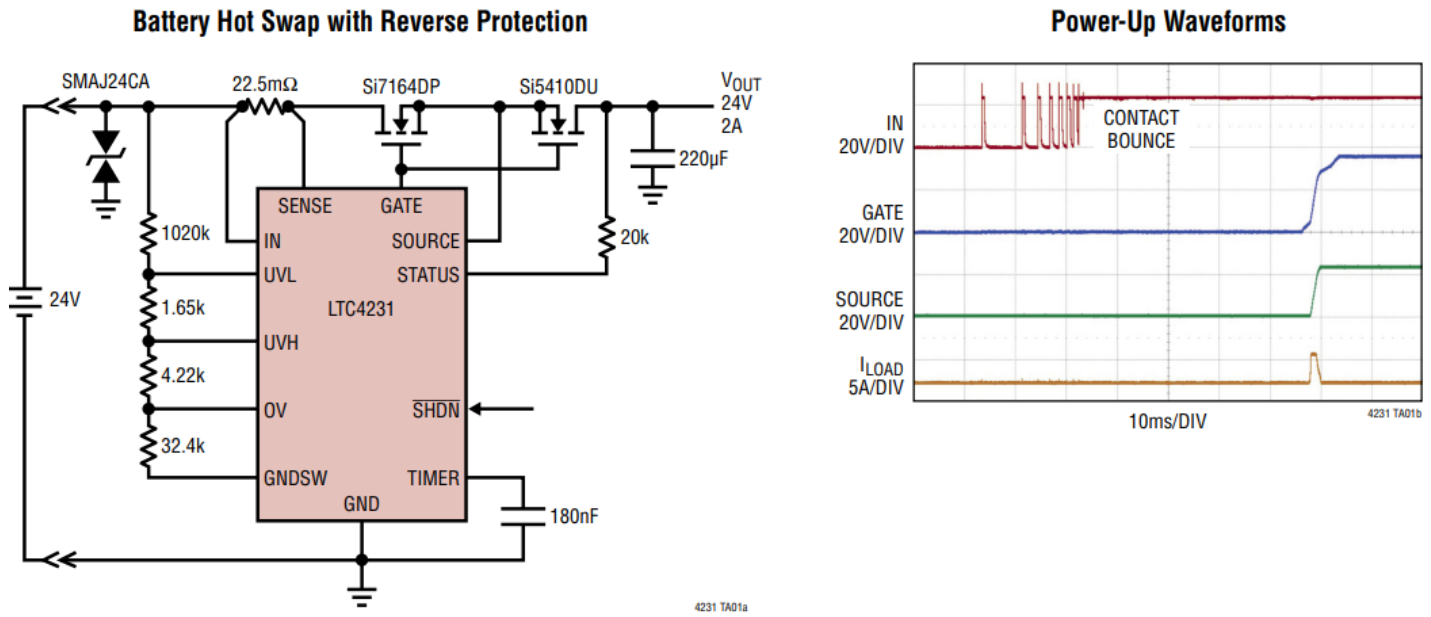 Battery Hot Swap with Reverse Protection
SMAJ24CA
22.5mΩ
Si7164DP
Si5410DU
VOUT
24V
2A
220µF
SENSE
GATE
1020k
IN
SOURCE
20k
UVL
STATUS
24V
1.65k
LTC4231
UVH
4.22k
OV
SHDN
32.4k
GNDSW
TIMER
GND
180nF
4231 TA01a
Power-Up Waveforms
IN
20V/DIV
CONTACT
BOUNCE
GATE
20V/DIV
SOURCE
20V/DIV
ILOAD
5A/DIV
10ms/DIV
4231 TA01b